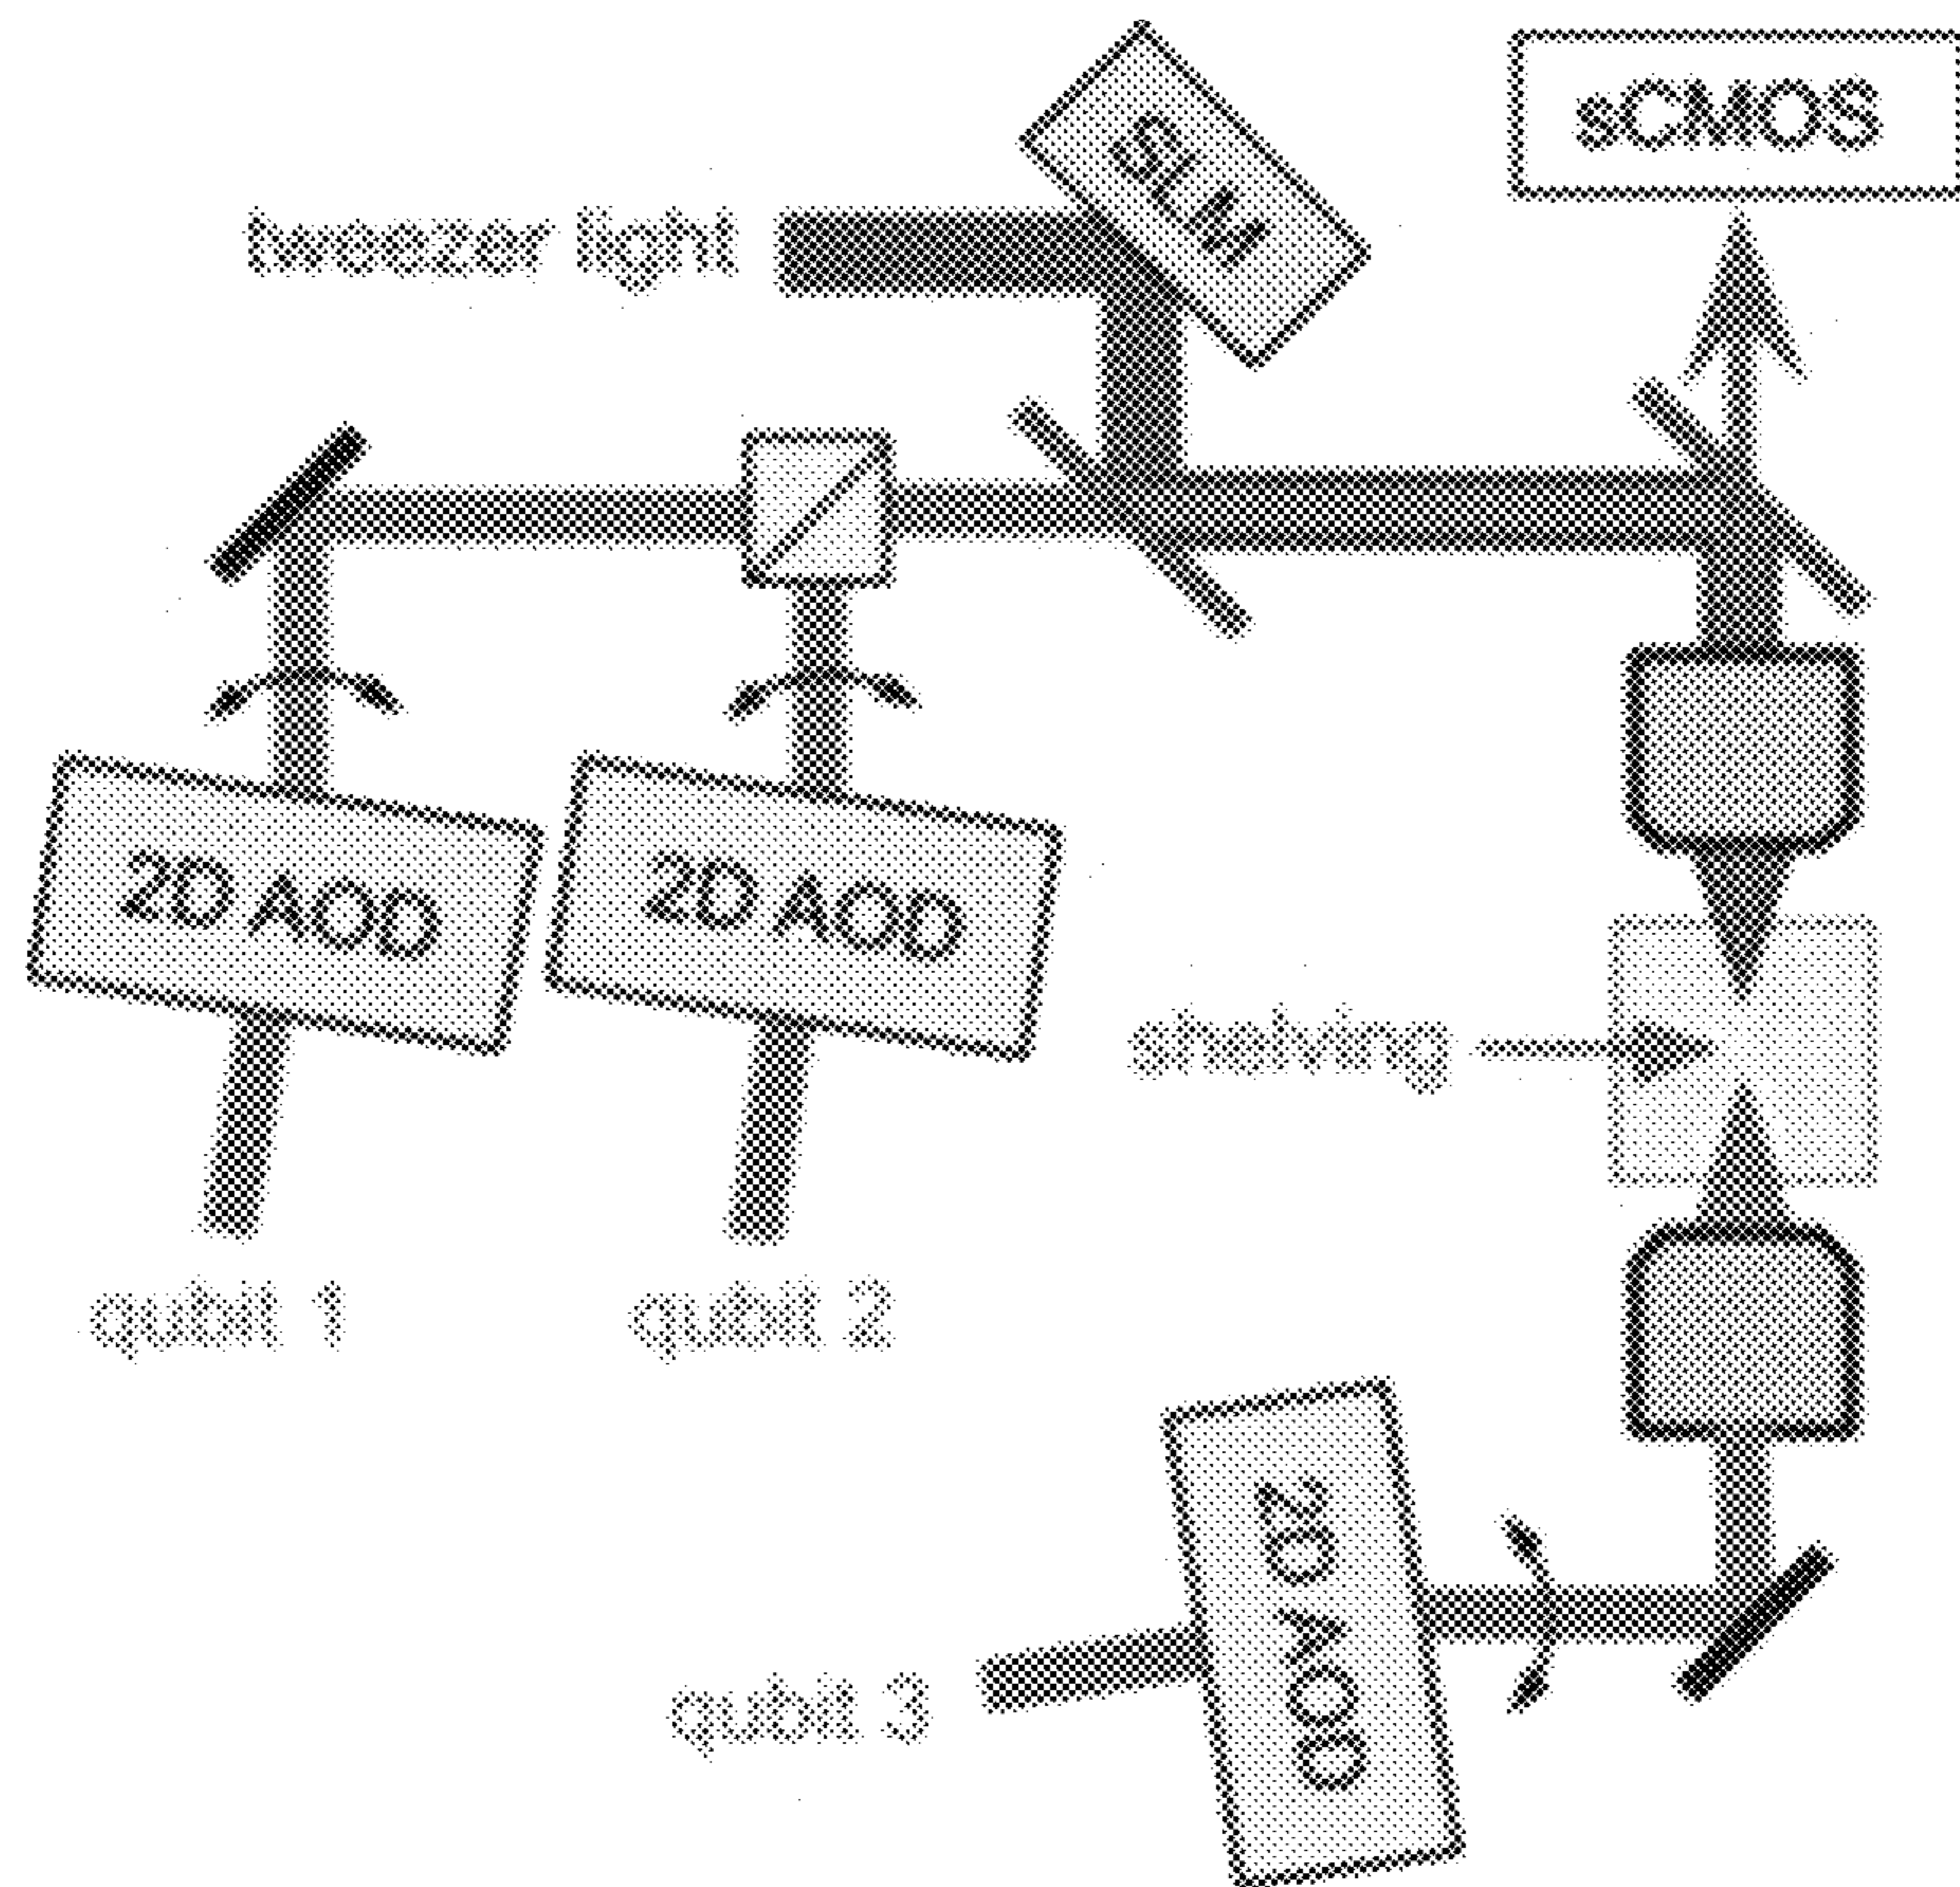 SLM
sCMOS
tweezer light
2D AOD
2D AOD
shelving
qubit 1
qubit 2
2D AOD
qubit 3